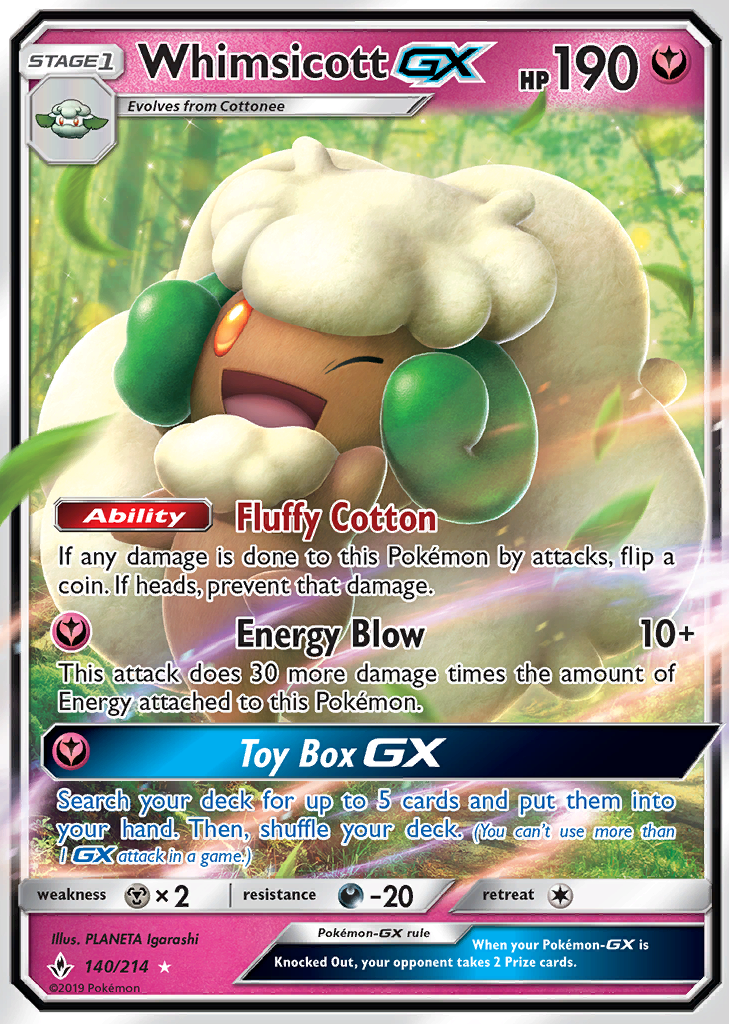 STAGE1
Whimsicott GX
HP 190
Evolves from Cottonee
Ability Fluffy Cotton
If any damage is done to this Pokémon by attacks, flip a
coin. If heads, prevent that damage.
Energy Blow 10+
This attack does 30 more damage times the amount of
Energy attached to this Pokémon.
Toy Box GX
Search your deck for up to 5 cards and put them into
your hand. Then, shuffle your deck. (You can't use more than
1 GX attack in a game.)
weakness ×2 resistance -20 retreat
Illus. PLANETA Igarashi
140/214
©2019 Pokémon
Pokémon-GX rule
When your Pokémon-GX is
Knocked Out, your opponent takes 2 Prize cards.